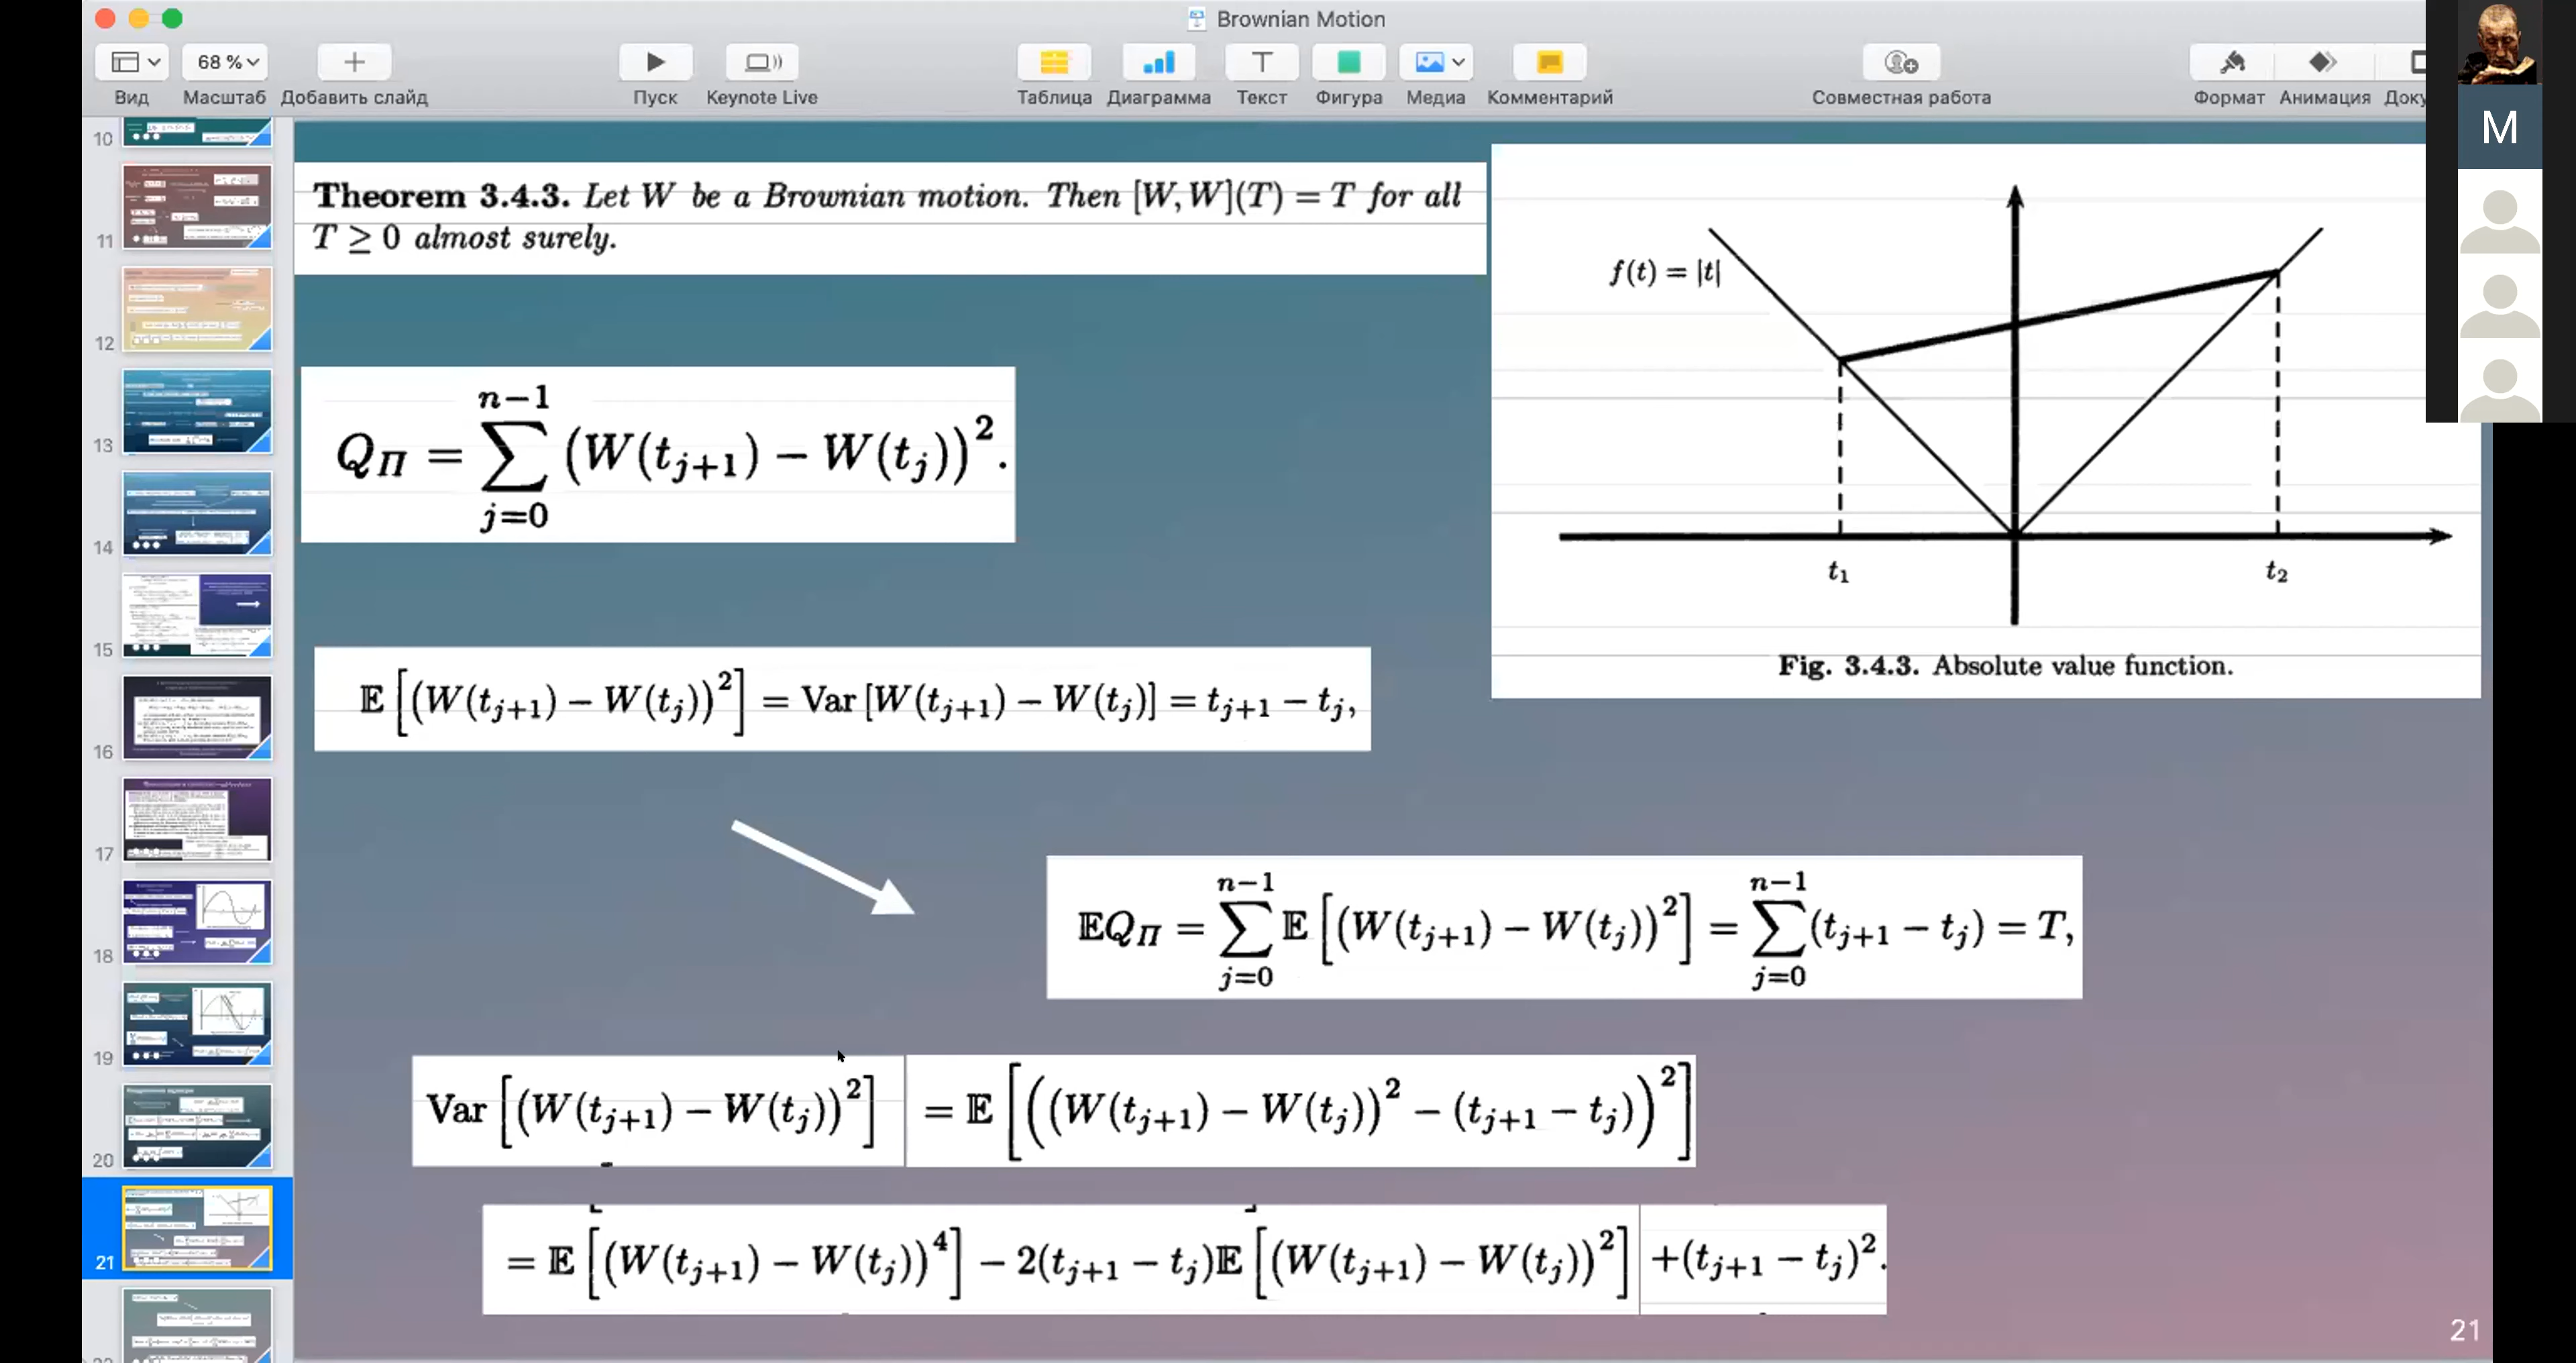 Brownian Motion
68 %
Вид Масштаб Добавить слайд Пуск Keynote Live Таблица Диаграмма Текст Фигура Медиа Комментарий Совместная работа Формат Анимация Доку
M
10
11
12
13
14
15
16
17
18
19
20
21
Theorem 3.4.3. Let W be a Brownian motion. Then [W, W](T) = T for all
T ≥ 0 almost surely.
f(t) = |t|
t₁ t₂
Fig. 3.4.3. Absolute value function.
Q_Π = ∑_{j=0}^{n−1} (W(t_{j+1}) − W(t_j))².
𝔼[(W(t_{j+1}) − W(t_j))²] = Var [W(t_{j+1}) − W(t_j)] = t_{j+1} − t_j,
𝔼Q_Π = ∑_{j=0}^{n−1} 𝔼[(W(t_{j+1}) − W(t_j))²] = ∑_{j=0}^{n−1} (t_{j+1} − t_j) = T,
Var[(W(t_{j+1}) − W(t_j))²] = 𝔼[((W(t_{j+1}) − W(t_j))² − (t_{j+1} − t_j))²]
= 𝔼[(W(t_{j+1}) − W(t_j))⁴] − 2(t_{j+1} − t_j)𝔼[(W(t_{j+1}) − W(t_j))²] +(t_{j+1} − t_j)².
21